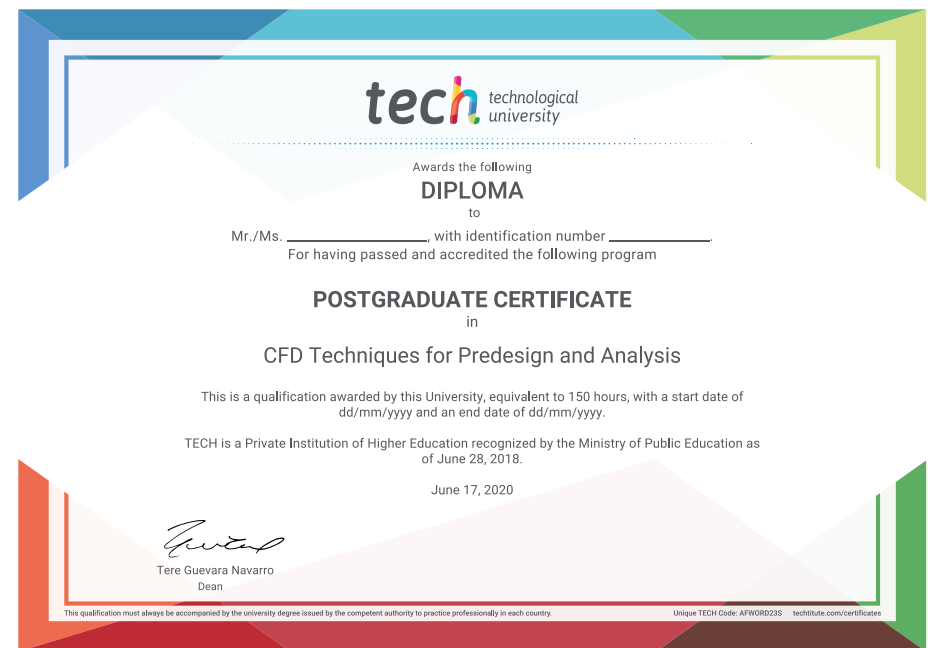 tech technological
university
Awards the following
DIPLOMA
to
Mr./Ms. ____________________, with identification number ______________.
For having passed and accredited the following program
POSTGRADUATE CERTIFICATE
in
CFD Techniques for Predesign and Analysis
This is a qualification awarded by this University, equivalent to 150 hours, with a start date of
dd/mm/yyyy and an end date of dd/mm/yyyy.
TECH is a Private Institution of Higher Education recognized by the Ministry of Public Education as
of June 28, 2018.
June 17, 2020
Tere Guevara Navarro
Dean
This qualification must always be accompanied by the university degree issued by the competent authority to practice professionally in each country. Unique TECH Code: AFWORD23S techtitute.com/certificates